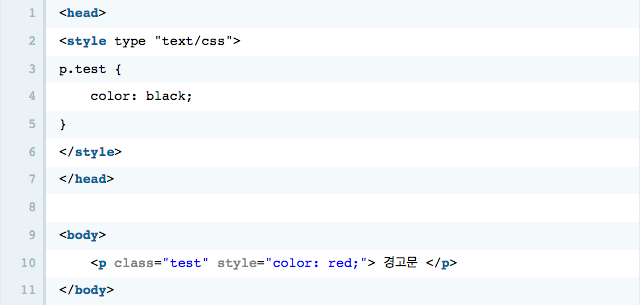 1 <head>
2 <style type "text/css">
3 p.test {
4     color: black;
5 }
6 </style>
7 </head>
8
9 <body>
10     <p class="test" style="color: red;"> 경고문 </p>
11 </body>